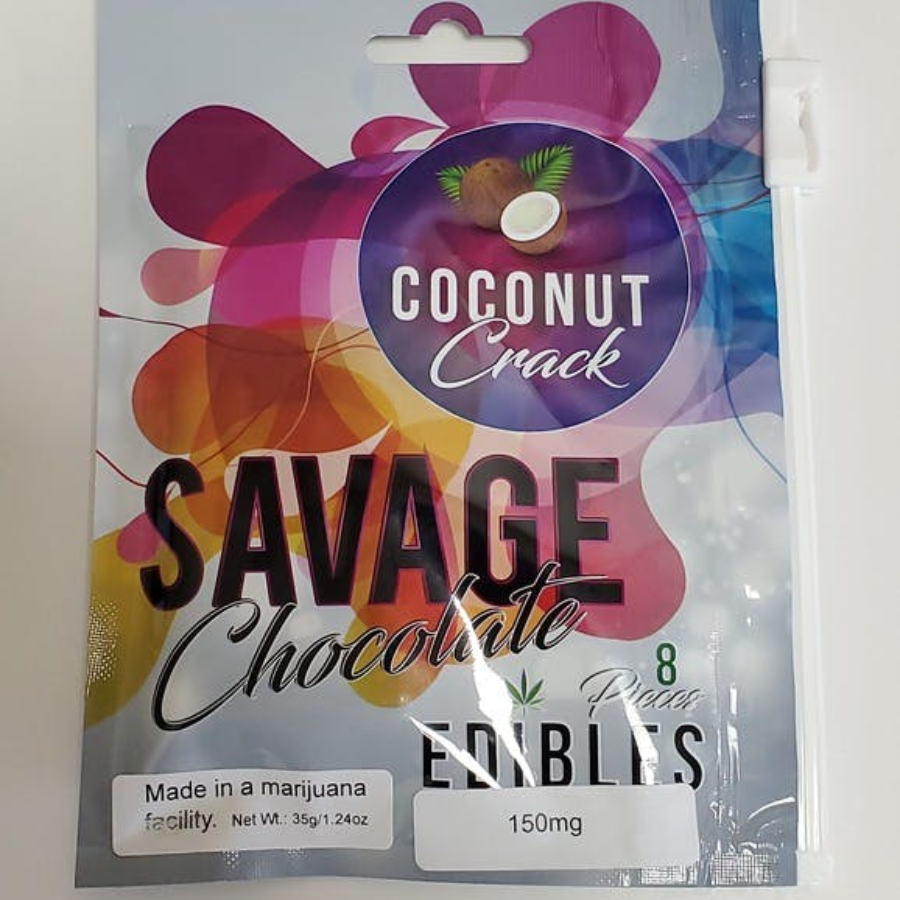 COCONUT
Crack
SAVAGE
Chocolate
8
Pieces
EDIBLES
Made in a marijuana
facility. Net Wt.: 35g/1.24oz
150mg